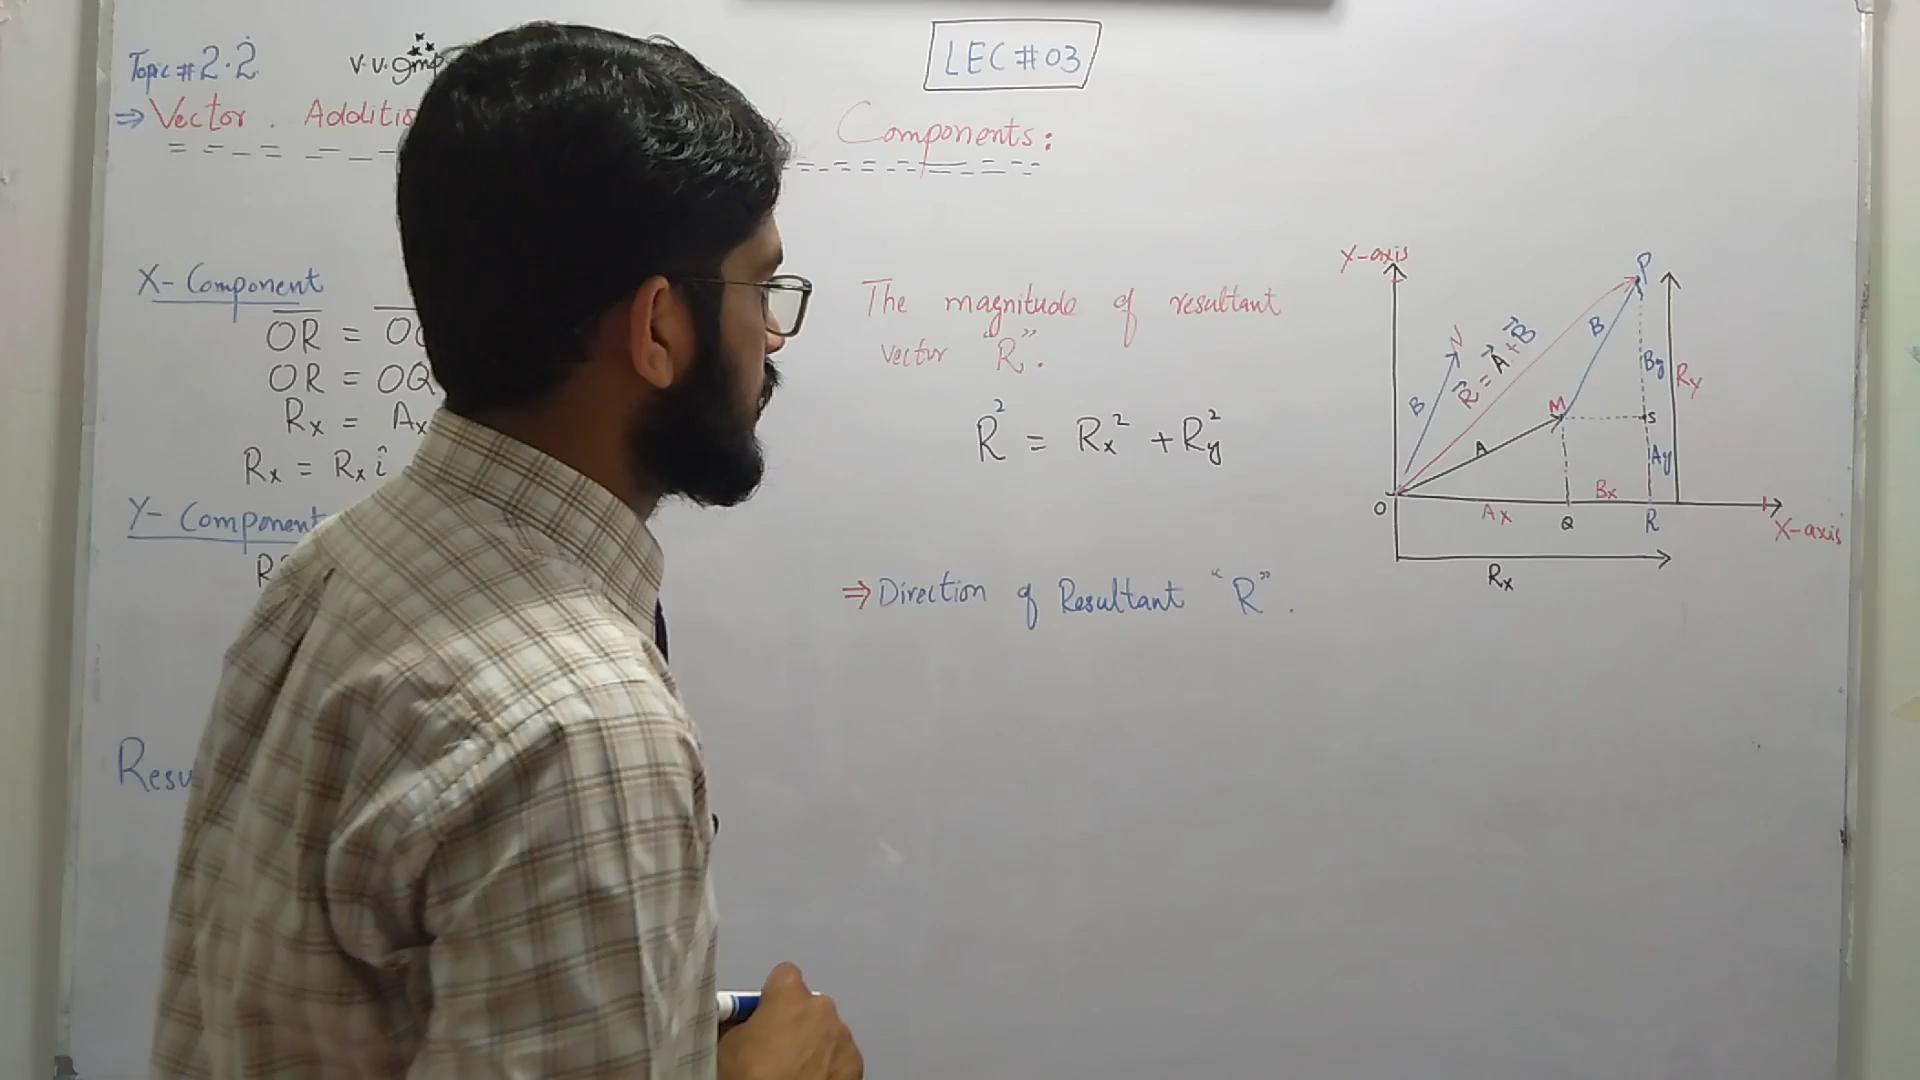 Topic # 2.2
V.V.Imp
LEC # 03
⇒ Vector . Additio
Components:
X-Component
OR =
OR = OQ
Rx = Ax
Rx = Rx î
Y-Component
R
Resu
The magnitude of resultant
vector "R".
R² = Rx² + Ry²
⇒ Direction of Resultant "R".
Y-axis
P
N
B
R⃗ = A⃗ + B⃗
B
By
Ry
M
S
A
Ay
Bx
O
Ax
Q
R
X-axis
Rx